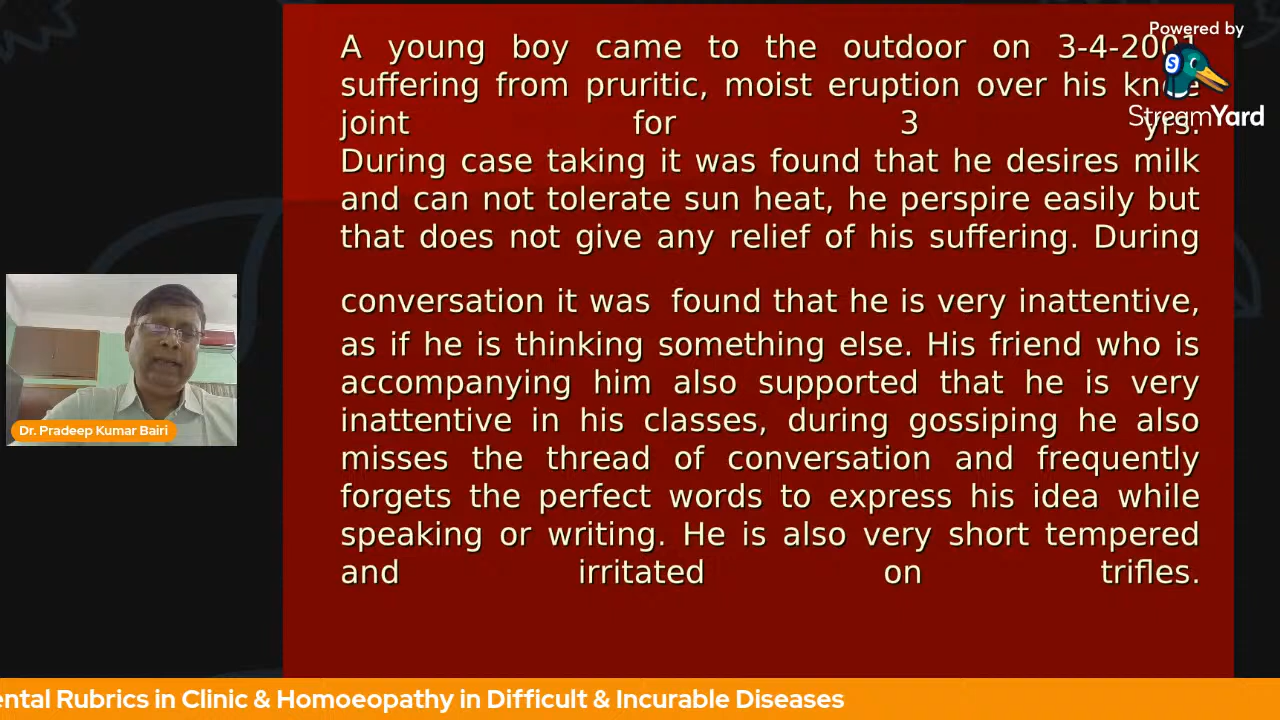 Powered by
StreamYard
A young boy came to the outdoor on 3-4-2001
suffering from pruritic, moist eruption over his knee
joint for 3 yrs.
During case taking it was found that he desires milk
and can not tolerate sun heat, he perspire easily but
that does not give any relief of his suffering. During
conversation it was found that he is very inattentive,
as if he is thinking something else. His friend who is
accompanying him also supported that he is very
inattentive in his classes, during gossiping he also
misses the thread of conversation and frequently
forgets the perfect words to express his idea while
speaking or writing. He is also very short tempered
and irritated on trifles.
Dr. Pradeep Kumar Bairi
ental Rubrics in Clinic & Homoeopathy in Difficult & Incurable Diseases